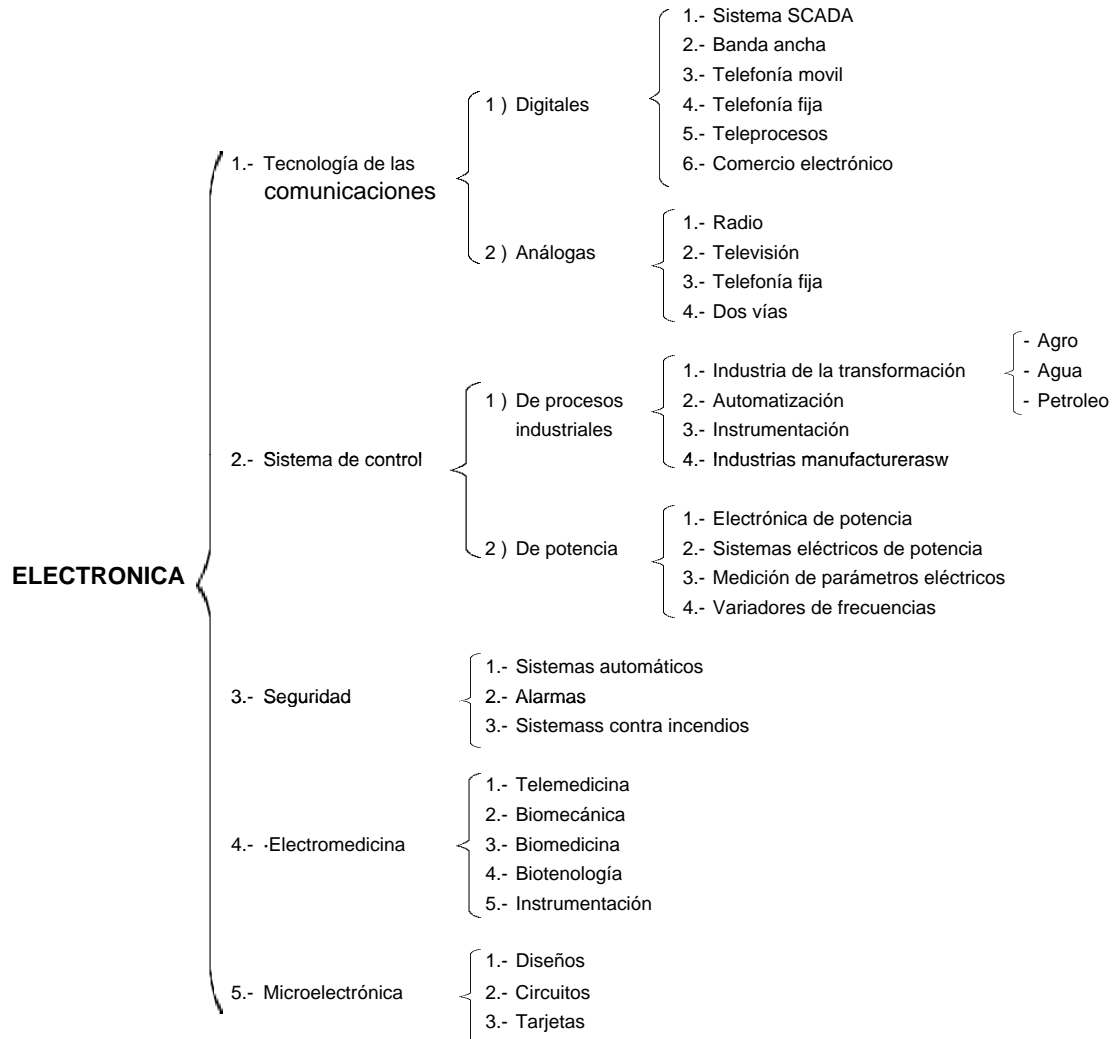 ELECTRONICA
1.- Tecnología de las
comunicaciones
1 ) Digitales
1.- Sistema SCADA
2.- Banda ancha
3.- Telefonía movil
4.- Telefonía fija
5.- Teleprocesos
6.- Comercio electrónico
2 ) Análogas
1.- Radio
2.- Televisión
3.- Telefonía fija
4.- Dos vías
2.- Sistema de control
1 ) De procesos
industriales
1.- Industria de la transformación
- Agro
- Agua
- Petroleo
2.- Automatización
3.- Instrumentación
4.- Industrias manufacturerasw
2 ) De potencia
1.- Electrónica de potencia
2.- Sistemas eléctricos de potencia
3.- Medición de parámetros eléctricos
4.- Variadores de frecuencias
3.- Seguridad
1.- Sistemas automáticos
2.- Alarmas
3.- Sistemass contra incendios
4.- ·Electromedicina
1.- Telemedicina
2.- Biomecánica
3.- Biomedicina
4.- Biotenología
5.- Instrumentación
5.- Microelectrónica
1.- Diseños
2.- Circuitos
3.- Tarjetas